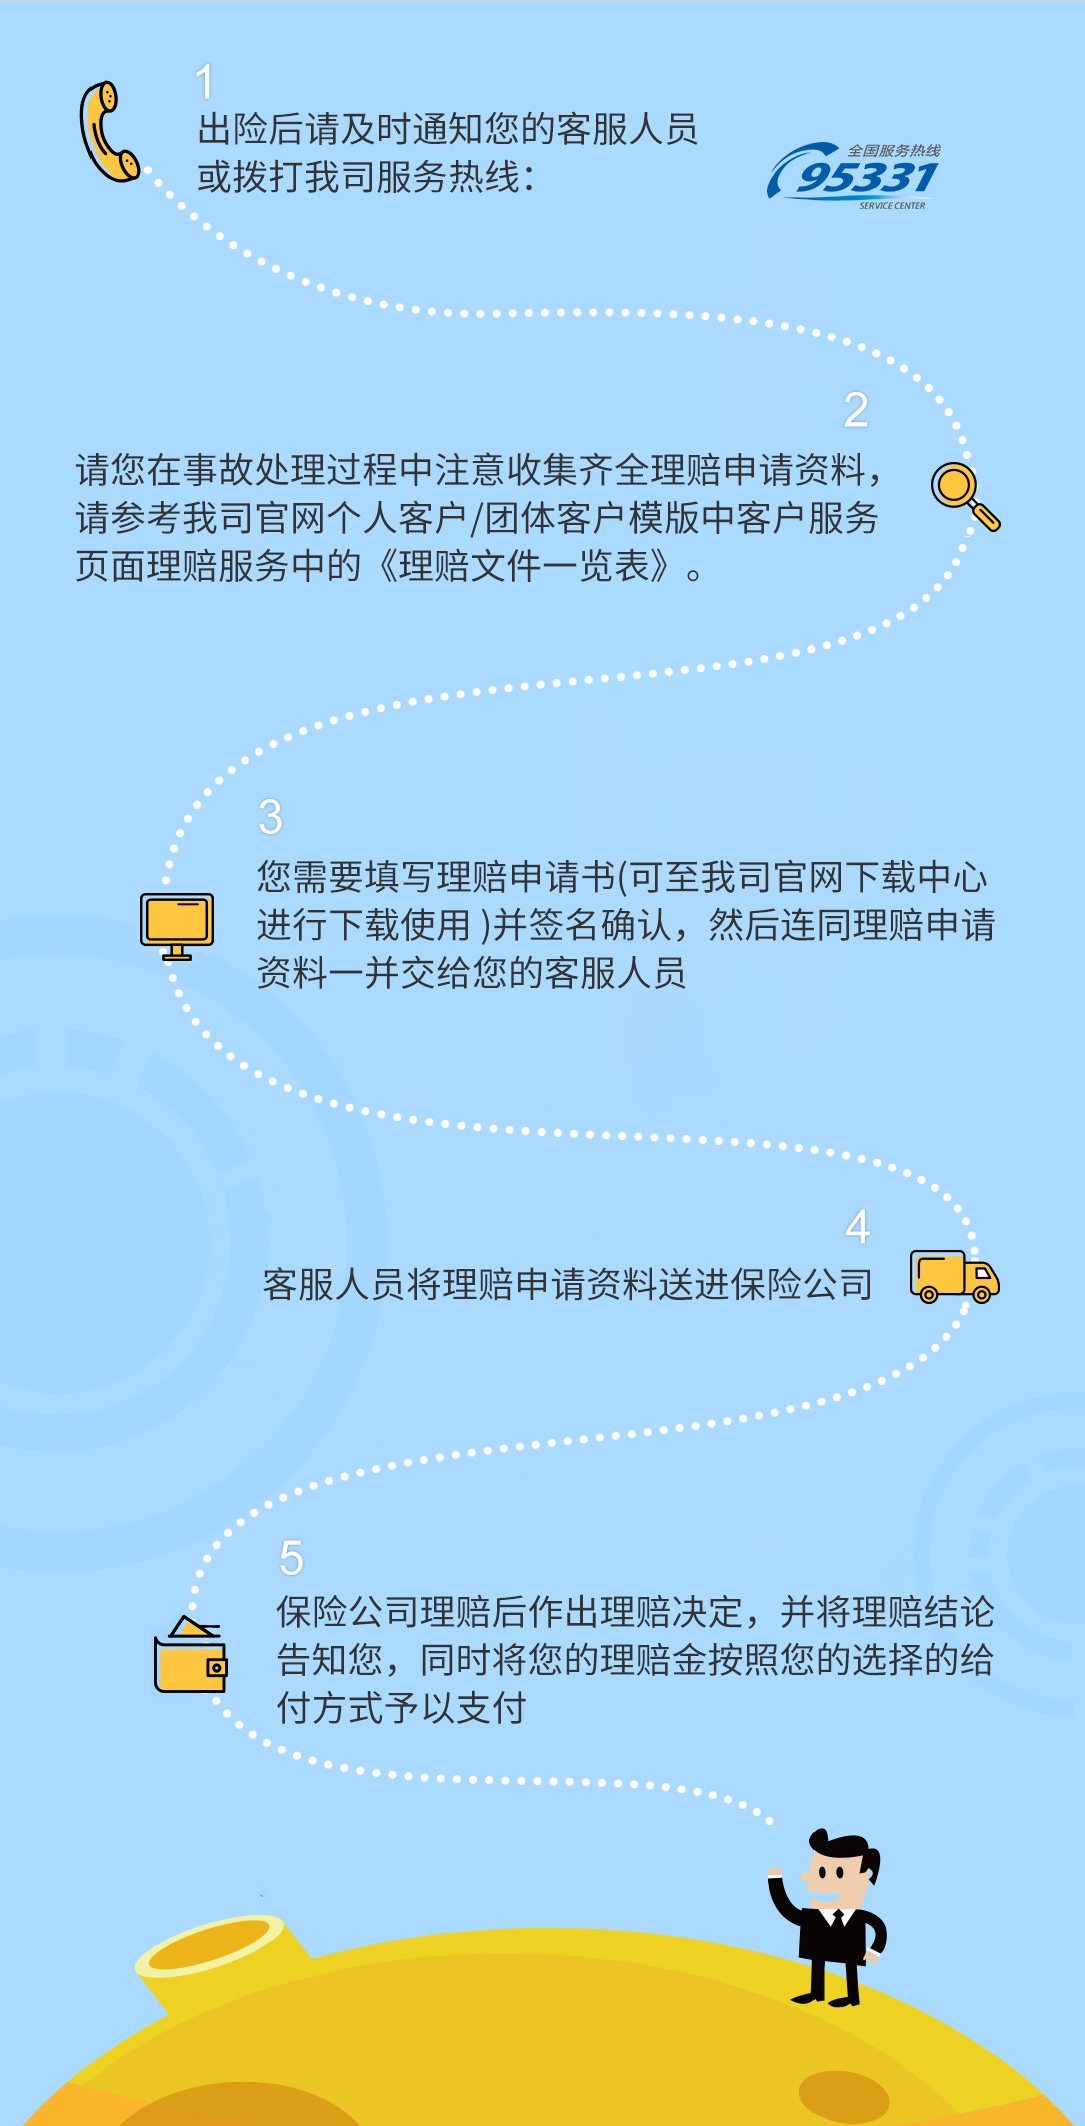 1
出险后请及时通知您的客服人员
或拨打我司服务热线：
全国服务热线
95331
SERVICE CENTER
2
请您在事故处理过程中注意收集齐全理赔申请资料，
请参考我司官网个人客户/团体客户模版中客户服务
页面理赔服务中的《理赔文件一览表》。
3
您需要填写理赔申请书(可至我司官网下载中心
进行下载使用 )并签名确认，然后连同理赔申请
资料一并交给您的客服人员
4
客服人员将理赔申请资料送进保险公司
5
保险公司理赔后作出理赔决定，并将理赔结论
告知您，同时将您的理赔金按照您的选择的给
付方式予以支付